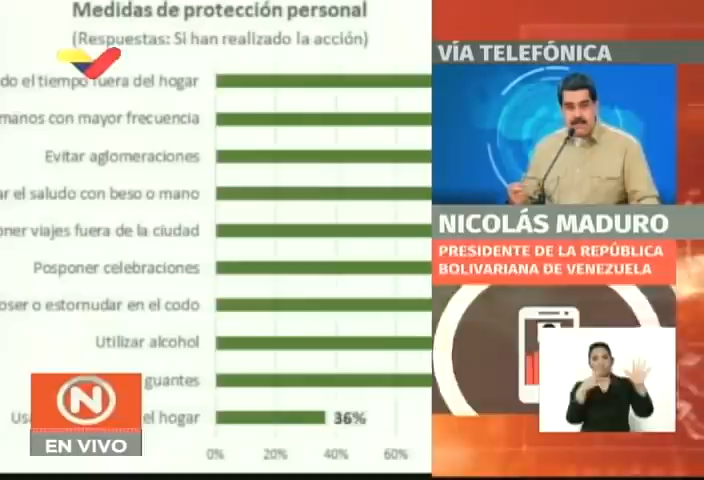 Medidas de protección personal
(Respuestas: Si han realizado la acción)
do el tiempo fuera del hogar
manos con mayor frecuencia
Evitar aglomeraciones
ar el saludo con beso o mano
ner viajes fuera de la ciudad
Posponer celebraciones
oser o estornudar en el codo
Utilizar alcohol
guantes
Us
el hogar
36%
0% 20% 40% 60%
VÍA TELEFÓNICA
NICOLÁS MADURO
PRESIDENTE DE LA REPÚBLICA
BOLIVARIANA DE VENEZUELA
N
EN VIVO